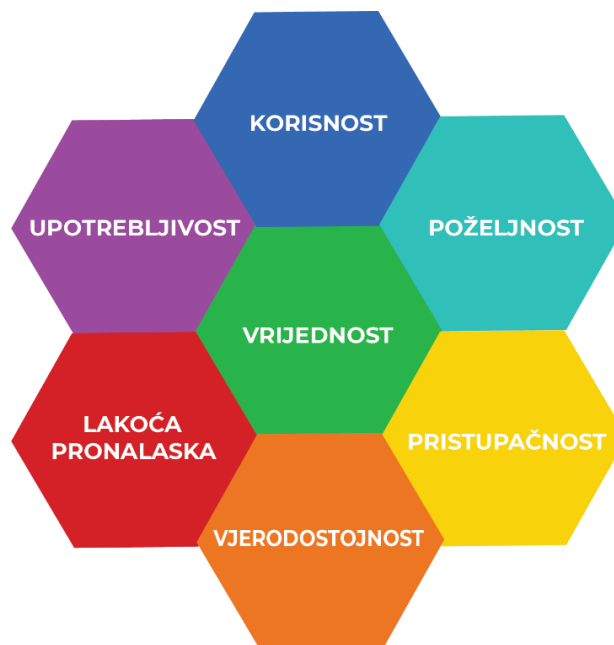 KORISNOST
UPOTREBLJIVOST
POŽELJNOST
VRIJEDNOST
LAKOĆA
PRONALASKA
PRISTUPAČNOST
VJERODOSTOJNOST